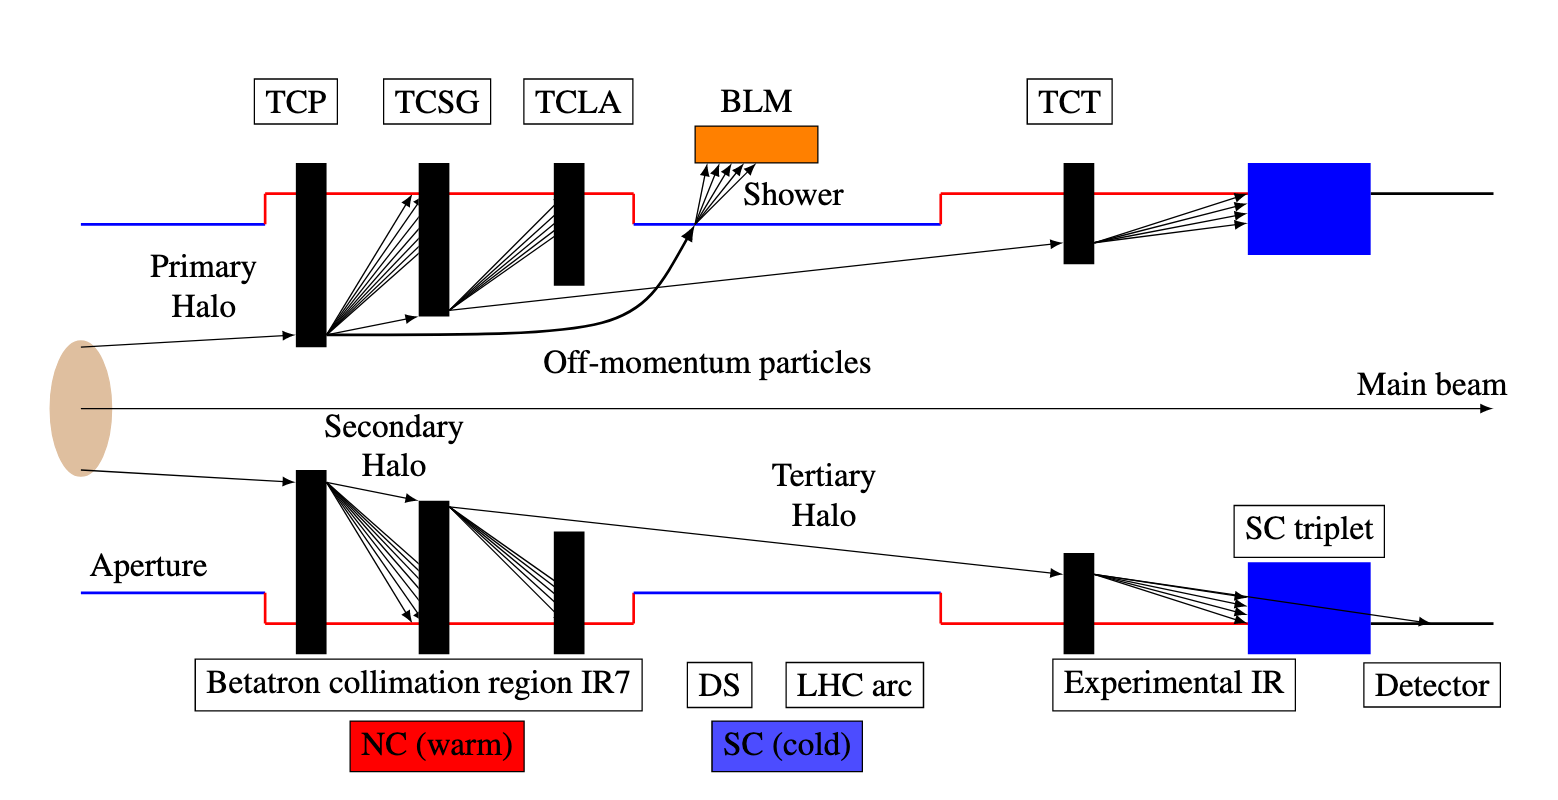 TCP
TCSG
TCLA
BLM
TCT
Shower
Primary
Halo
Off-momentum particles
Main beam
Secondary
Halo
Tertiary
Halo
SC triplet
Aperture
Betatron collimation region IR7
DS
LHC arc
Experimental IR
Detector
NC (warm)
SC (cold)